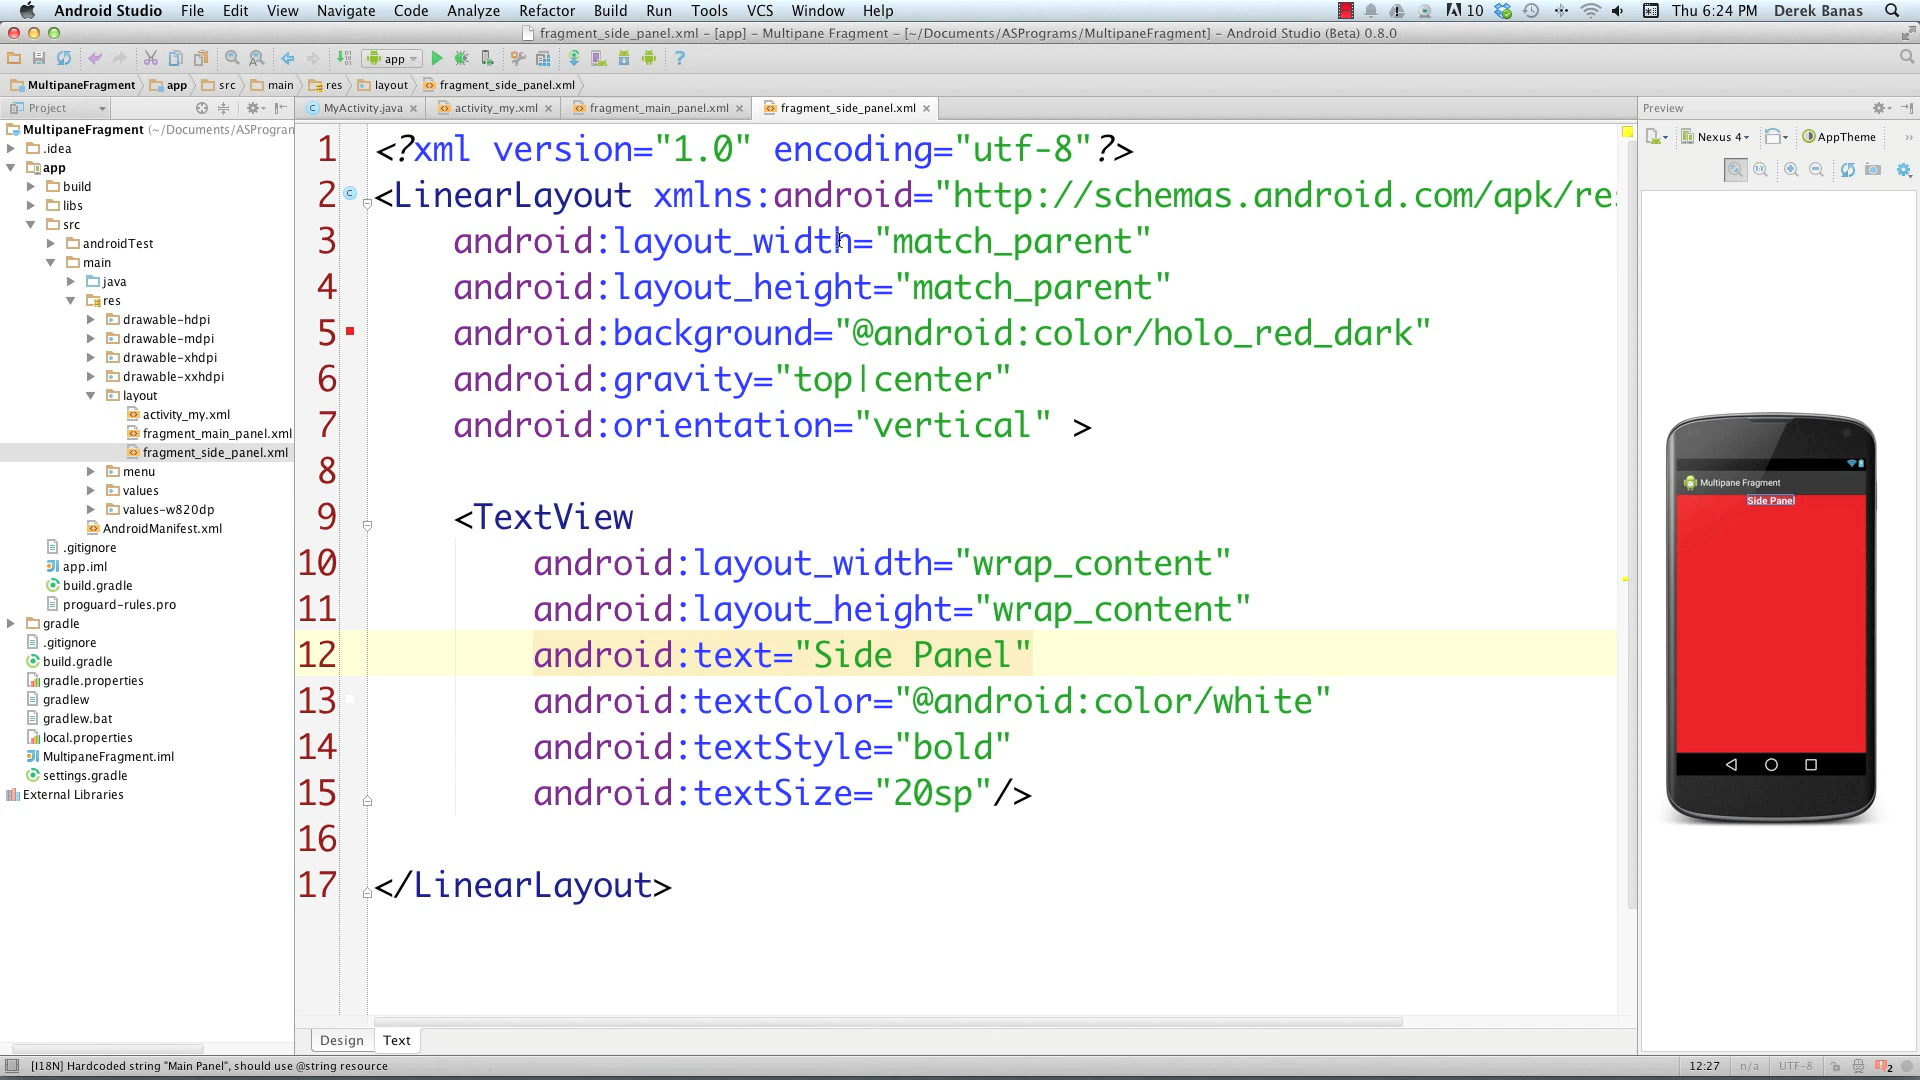 Android Studio File Edit View Navigate Code Analyze Refactor Build Run Tools VCS Window Help 10 Thu 6:24 PM Derek Banas
fragment_side_panel.xml – [app] – Multipane Fragment – [~/Documents/ASPrograms/MultipaneFragment] – Android Studio (Beta) 0.8.0
app
MultipaneFragment app src main res layout fragment_side_panel.xml
Project MyActivity.java activity_my.xml fragment_main_panel.xml fragment_side_panel.xml Preview
MultipaneFragment (~/Documents/ASProgram
.idea
app
build
libs
src
androidTest
main
java
res
drawable-hdpi
drawable-mdpi
drawable-xhdpi
drawable-xxhdpi
layout
activity_my.xml
fragment_main_panel.xml
fragment_side_panel.xml
menu
values
values-w820dp
AndroidManifest.xml
.gitignore
app.iml
build.gradle
proguard-rules.pro
gradle
.gitignore
build.gradle
gradle.properties
gradlew
gradlew.bat
local.properties
MultipaneFragment.iml
settings.gradle
External Libraries
1 <?xml version="1.0" encoding="utf-8"?>
2 <LinearLayout xmlns:android="http://schemas.android.com/apk/res
3 android:layout_width="match_parent"
4 android:layout_height="match_parent"
5 android:background="@android:color/holo_red_dark"
6 android:gravity="top|center"
7 android:orientation="vertical" >
8
9 <TextView
10 android:layout_width="wrap_content"
11 android:layout_height="wrap_content"
12 android:text="Side Panel"
13 android:textColor="@android:color/white"
14 android:textStyle="bold"
15 android:textSize="20sp"/>
16
17 </LinearLayout>
Nexus 4 AppTheme
Multipane Fragment
Side Panel
Design Text
[I18N] Hardcoded string "Main Panel", should use @string resource 12:27 n/a UTF-8 2